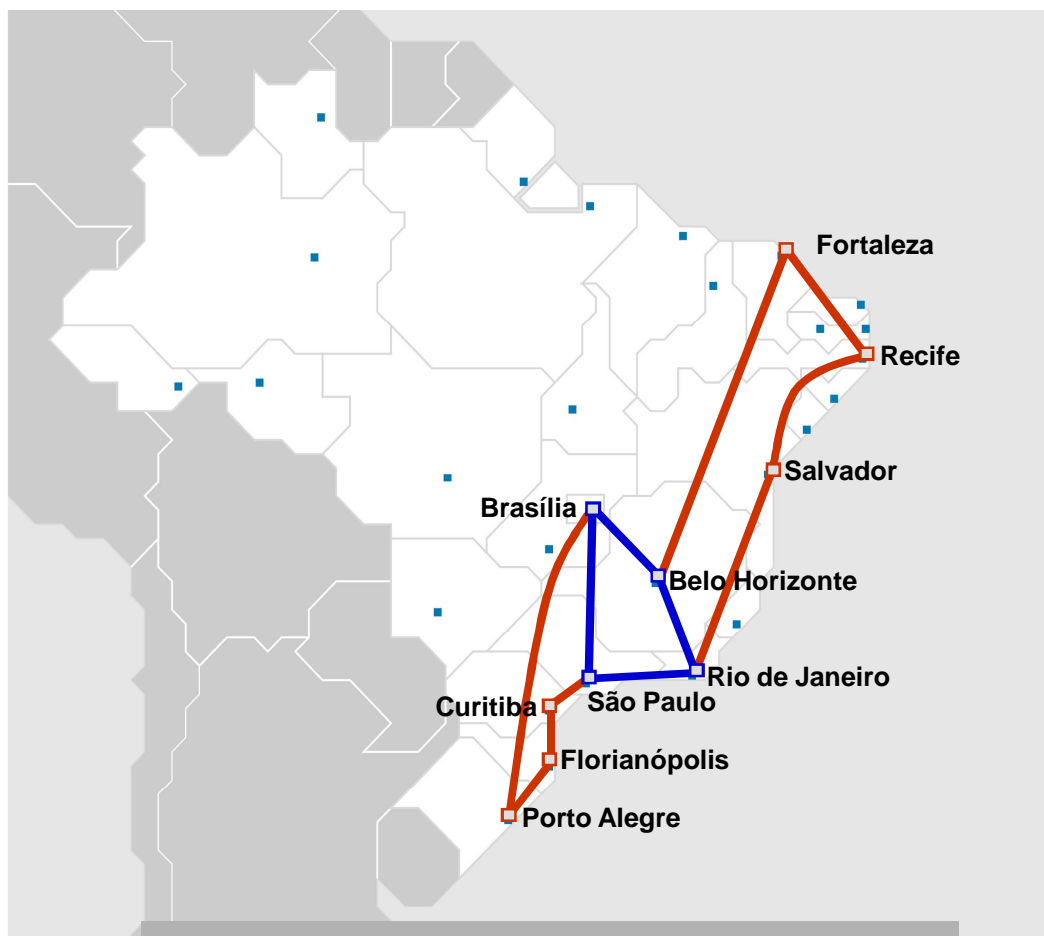 Fortaleza
Recife
Salvador
Brasília
Belo Horizonte
Rio de Janeiro
São Paulo
Curitiba
Florianópolis
Porto Alegre